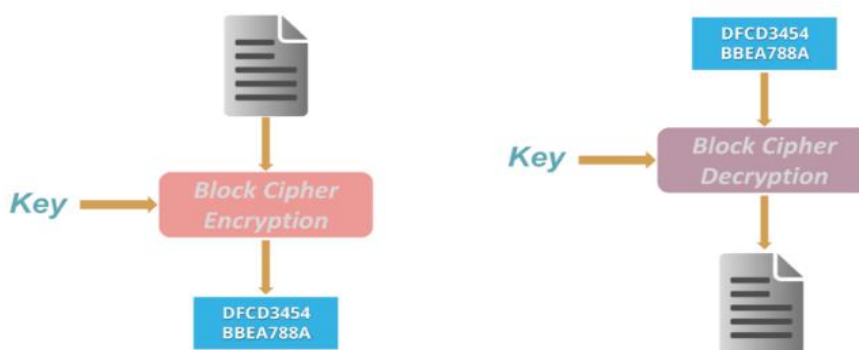 Key
Block Cipher
Encryption
DFCD3454
BBEA788A
DFCD3454
BBEA788A
Key
Block Cipher
Decryption